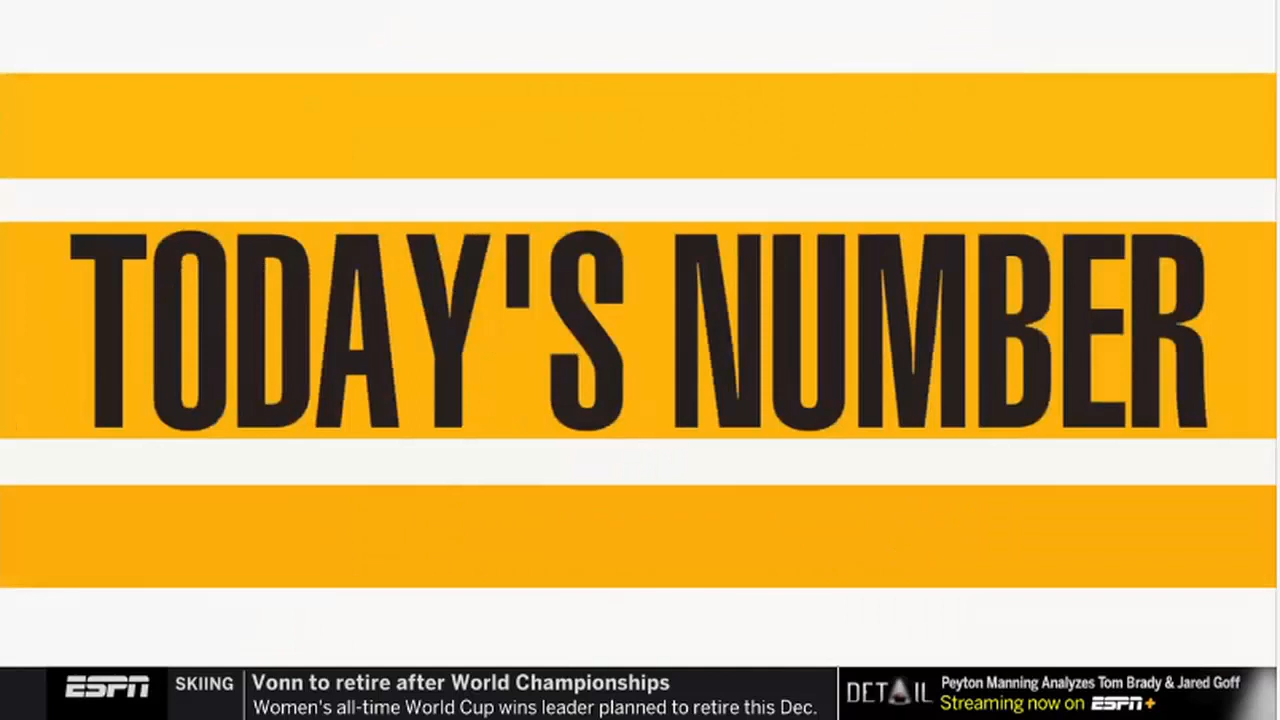 TODAY'S NUMBER
ESPN
SKIING
Vonn to retire after World Championships
Women's all-time World Cup wins leader planned to retire this Dec.
DETAIL
Peyton Manning Analyzes Tom Brady & Jared Goff
Streaming now on ESPN+